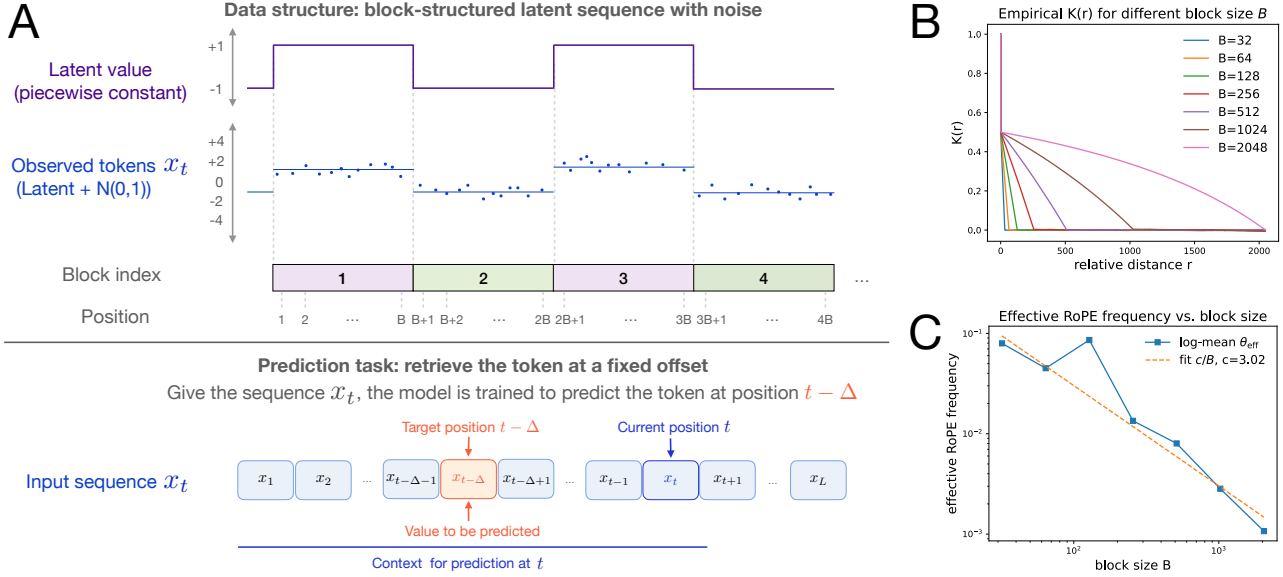 A
Data structure: block-structured latent sequence with noise
Latent value
(piecewise constant)
+1
-1
Observed tokens x_t
(Latent + N(0,1))
+4
+2
0
-2
-4
Block index
1 2 3 4 ...
Position
1 2 ... B B+1 B+2 ... 2B 2B+1 ... 3B 3B+1 ... 4B
Prediction task: retrieve the token at a fixed offset
Give the sequence x_t, the model is trained to predict the token at position t − Δ
Target position t − Δ
Current position t
Input sequence x_t
x_1 x_2 ... x_{t−Δ−1} x_{t−Δ} x_{t−Δ+1} ... x_{t−1} x_t x_{t+1} ... x_L
Value to be predicted
Context for prediction at t
B
Empirical K(r) for different block size B
K(r)
1.0
0.8
0.6
0.4
0.2
0.0
B=32
B=64
B=128
B=256
B=512
B=1024
B=2048
0 500 1000 1500 2000
relative distance r
C
Effective RoPE frequency vs. block size
effective RoPE frequency
10^{-1}
10^{-2}
10^{-3}
log-mean θ_eff
fit c/B, c=3.02
10^2 10^3
block size B